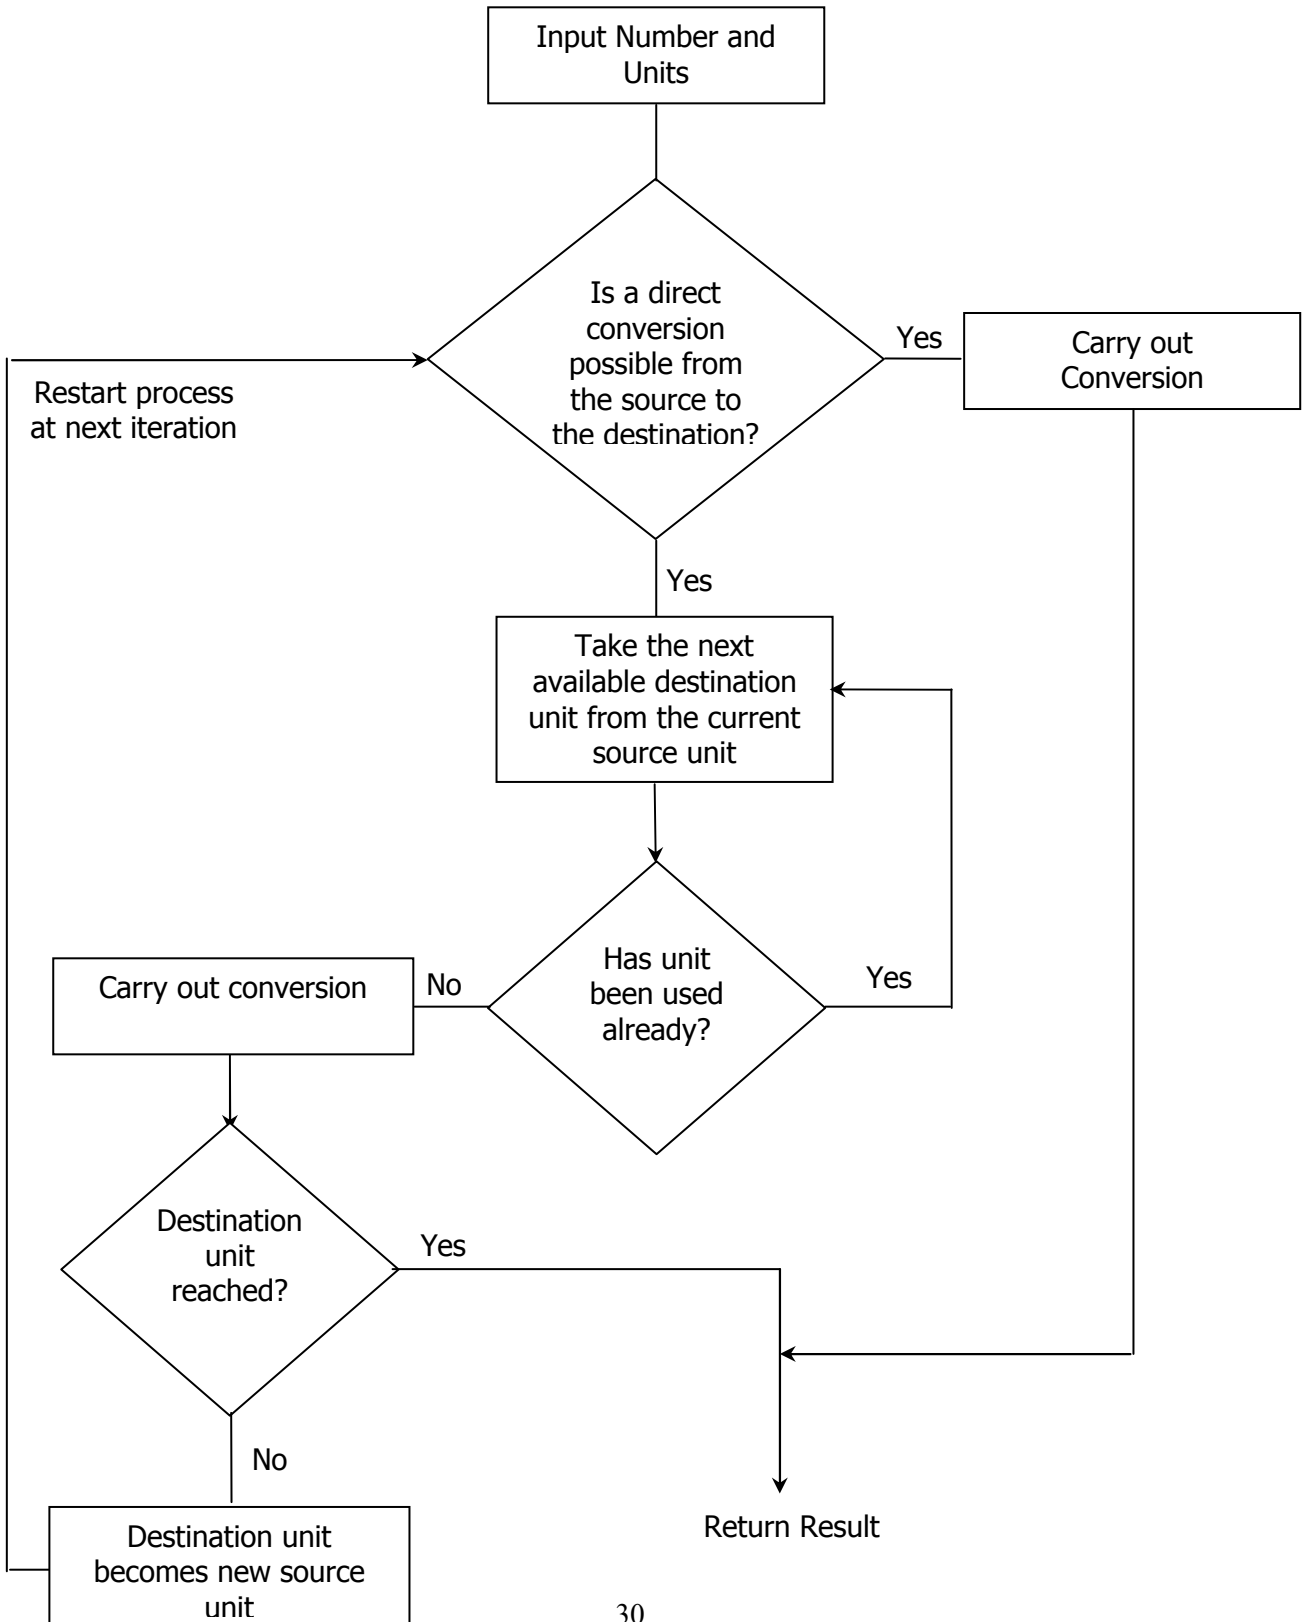 Input Number and
Units
Is a direct
conversion
possible from
the source to
the destination?
Yes
Carry out
Conversion
Restart process
at next iteration
Yes
Take the next
available destination
unit from the current
source unit
Has unit
been used
already?
Yes
No
Carry out conversion
Destination
unit
reached?
Yes
No
Return Result
Destination unit
becomes new source
unit
30